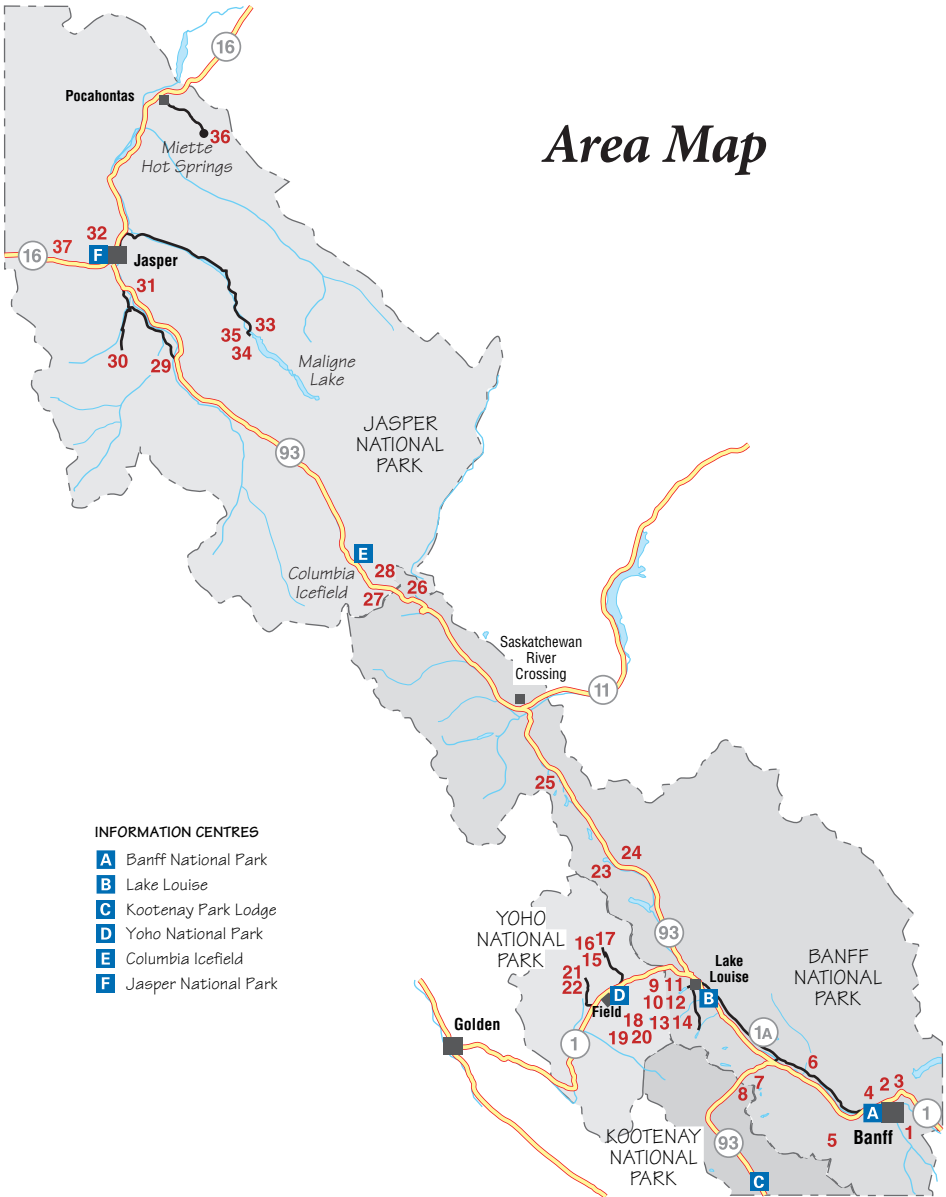 Area Map
16
Pocahontas
36
Miette
Hot Springs
32
16
37
F
Jasper
31
33
35
34
30
29
Maligne
Lake
JASPER
NATIONAL
PARK
93
E
28
Columbia
Icefield
27
26
Saskatchewan
River
Crossing
11
25
INFORMATION CENTRES
A Banff National Park
B Lake Louise
C Kootenay Park Lodge
D Yoho National Park
E Columbia Icefield
F Jasper National Park
24
23
YOHO
NATIONAL
PARK
93
16 17
15
21
22
Lake
Louise
BANFF
NATIONAL
PARK
9 11
10 12
B
D
Field
18
13 14
19 20
Golden
1
1A
6
7
8
4 2 3
A
1
Banff
1
5
KOOTENAY
NATIONAL
PARK
93
C